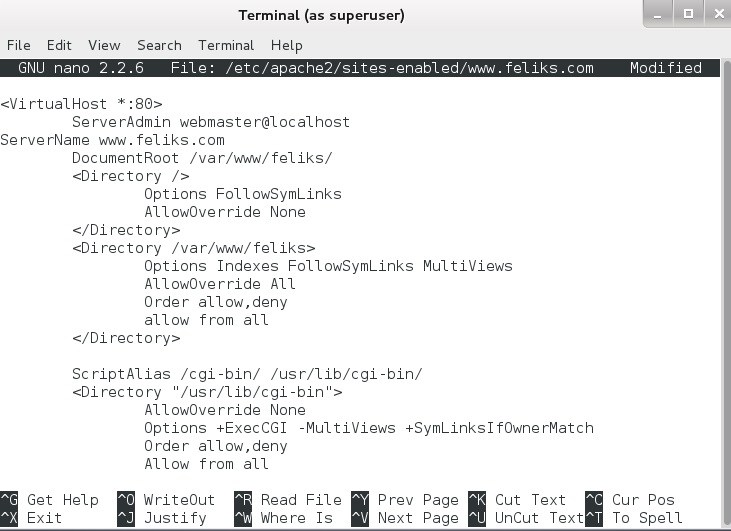 Terminal (as superuser)
File Edit View Search Terminal Help
GNU nano 2.2.6 File: /etc/apache2/sites-enabled/www.feliks.com Modified
<VirtualHost *:80>
        ServerAdmin webmaster@localhost
ServerName www.feliks.com
        DocumentRoot /var/www/feliks/
        <Directory />
                Options FollowSymLinks
                AllowOverride None
        </Directory>
        <Directory /var/www/feliks>
                Options Indexes FollowSymLinks MultiViews
                AllowOverride All
                Order allow,deny
                allow from all
        </Directory>

        ScriptAlias /cgi-bin/ /usr/lib/cgi-bin/
        <Directory "/usr/lib/cgi-bin">
                AllowOverride None
                Options +ExecCGI -MultiViews +SymLinksIfOwnerMatch
                Order allow,deny
                Allow from all

^G Get Help ^O WriteOut ^R Read File ^Y Prev Page ^K Cut Text ^C Cur Pos
^X Exit ^J Justify ^W Where Is ^V Next Page ^U UnCut Text ^T To Spell